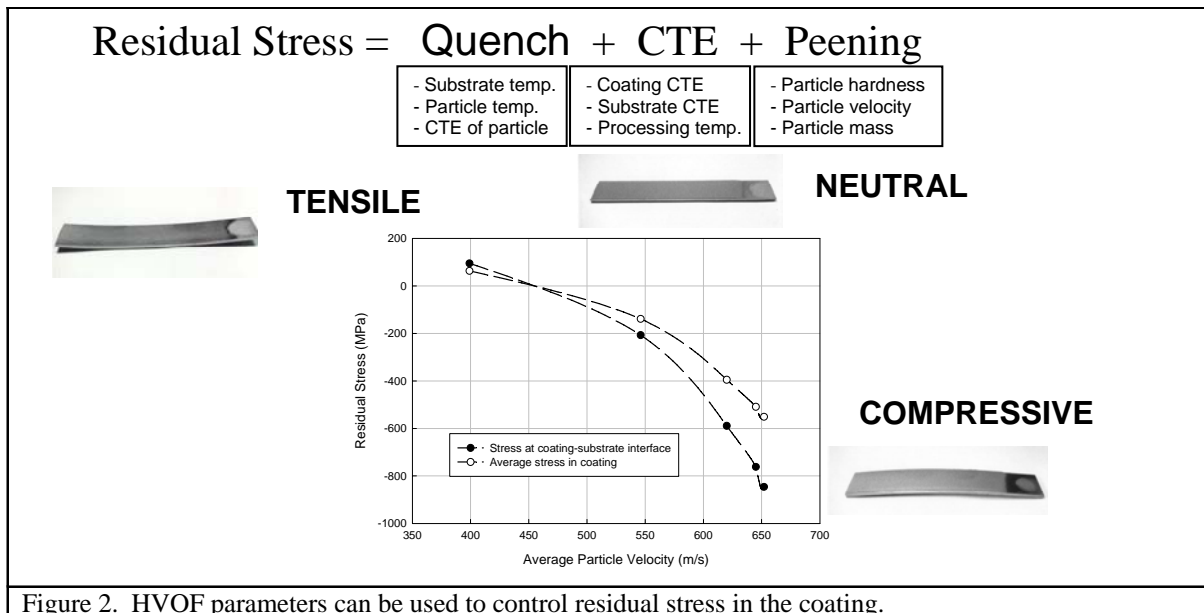 Residual Stress = Quench + CTE + Peening
- Substrate temp.
- Particle temp.
- CTE of particle
- Coating CTE
- Substrate CTE
- Processing temp.
- Particle hardness
- Particle velocity
- Particle mass
TENSILE
NEUTRAL
COMPRESSIVE
Residual Stress (MPa)
200
0
-200
-400
-600
-800
-1000
Stress at coating-substrate interface
Average stress in coating
350 400 450 500 550 600 650 700
Average Particle Velocity (m/s)
Figure 2. HVOF parameters can be used to control residual stress in the coating.